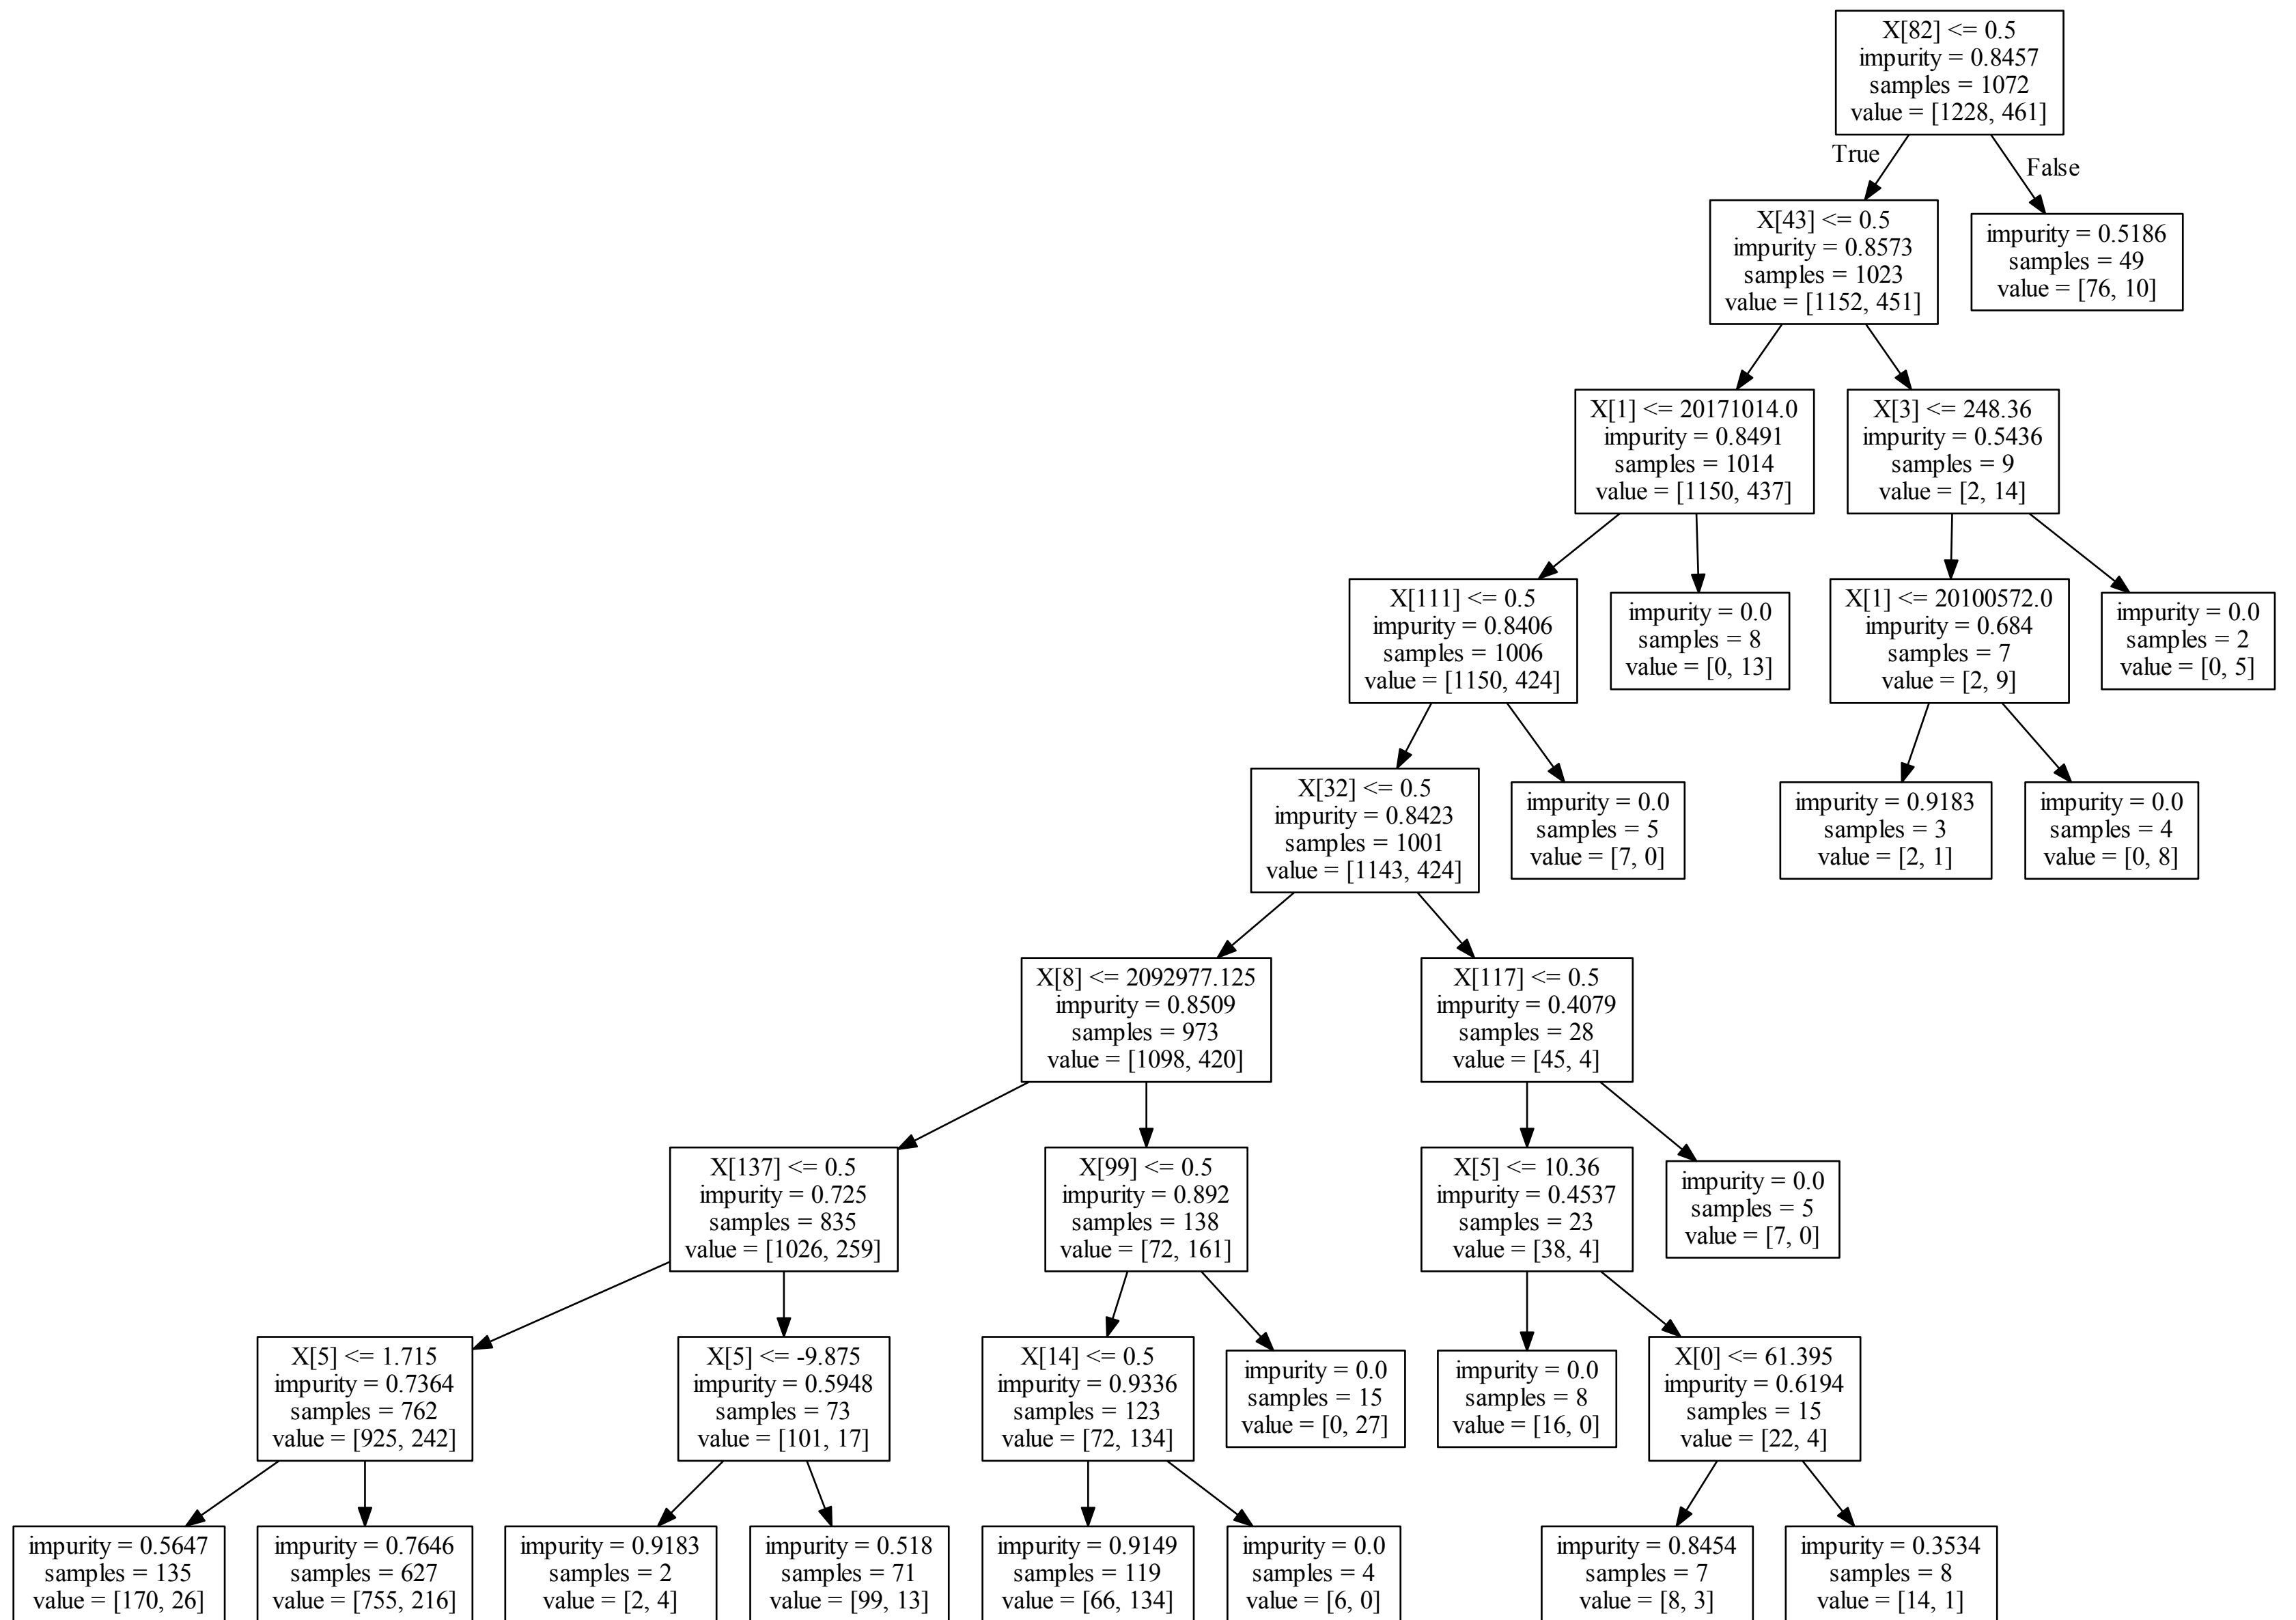 X[82] <= 0.5
impurity = 0.8457
samples = 1072
value = [1228, 461]
True
False
X[43] <= 0.5
impurity = 0.8573
samples = 1023
value = [1152, 451]
impurity = 0.5186
samples = 49
value = [76, 10]
X[1] <= 20171014.0
impurity = 0.8491
samples = 1014
value = [1150, 437]
X[3] <= 248.36
impurity = 0.5436
samples = 9
value = [2, 14]
X[111] <= 0.5
impurity = 0.8406
samples = 1006
value = [1150, 424]
impurity = 0.0
samples = 8
value = [0, 13]
X[1] <= 20100572.0
impurity = 0.684
samples = 7
value = [2, 9]
impurity = 0.0
samples = 2
value = [0, 5]
X[32] <= 0.5
impurity = 0.8423
samples = 1001
value = [1143, 424]
impurity = 0.0
samples = 5
value = [7, 0]
impurity = 0.9183
samples = 3
value = [2, 1]
impurity = 0.0
samples = 4
value = [0, 8]
X[8] <= 2092977.125
impurity = 0.8509
samples = 973
value = [1098, 420]
X[117] <= 0.5
impurity = 0.4079
samples = 28
value = [45, 4]
X[137] <= 0.5
impurity = 0.725
samples = 835
value = [1026, 259]
X[99] <= 0.5
impurity = 0.892
samples = 138
value = [72, 161]
X[5] <= 10.36
impurity = 0.4537
samples = 23
value = [38, 4]
impurity = 0.0
samples = 5
value = [7, 0]
X[5] <= 1.715
impurity = 0.7364
samples = 762
value = [925, 242]
X[5] <= -9.875
impurity = 0.5948
samples = 73
value = [101, 17]
X[14] <= 0.5
impurity = 0.9336
samples = 123
value = [72, 134]
impurity = 0.0
samples = 15
value = [0, 27]
impurity = 0.0
samples = 8
value = [16, 0]
X[0] <= 61.395
impurity = 0.6194
samples = 15
value = [22, 4]
impurity = 0.5647
samples = 135
value = [170, 26]
impurity = 0.7646
samples = 627
value = [755, 216]
impurity = 0.9183
samples = 2
value = [2, 4]
impurity = 0.518
samples = 71
value = [99, 13]
impurity = 0.9149
samples = 119
value = [66, 134]
impurity = 0.0
samples = 4
value = [6, 0]
impurity = 0.8454
samples = 7
value = [8, 3]
impurity = 0.3534
samples = 8
value = [14, 1]